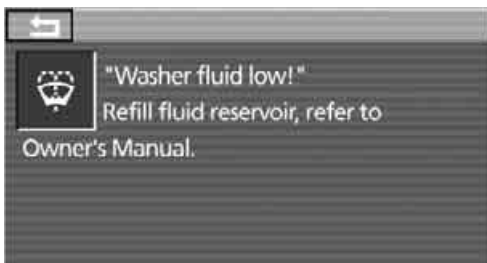 "Washer fluid low!"
Refill fluid reservoir, refer to
Owner's Manual.